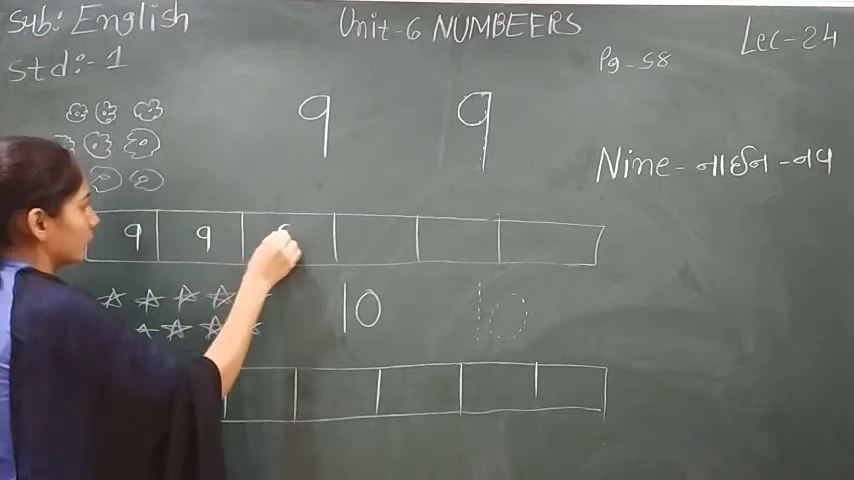 Sub: English
Unit-6 NUMBEERS
Lec-24
Std:-1
Pg-58
9 9
Nine-નાઈન-નવ
9 9
10 10